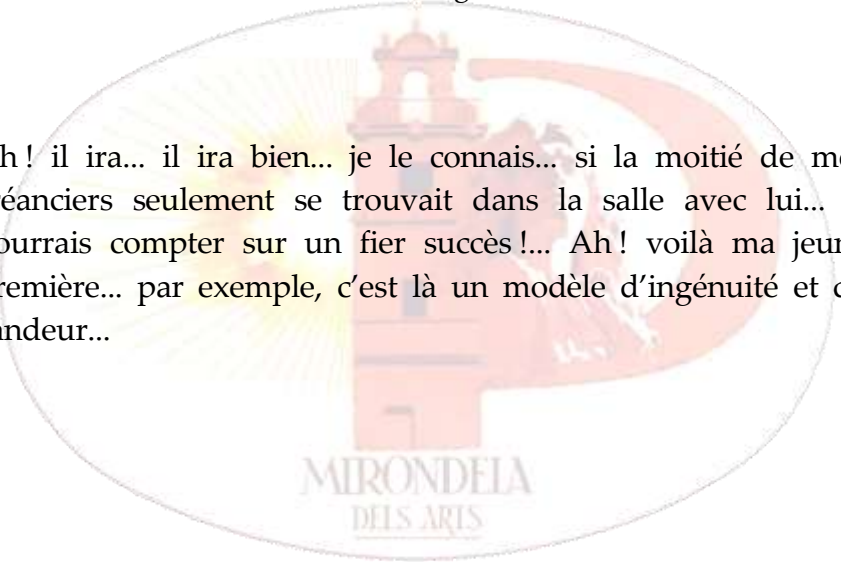 h ! il ira... il ira bien... je le connais... si la moitié de m
éanciers seulement se trouvait dans la salle avec lui...
ourrais compter sur un fier succès !... Ah ! voilà ma jeu
remière... par exemple, c’est là un modèle d’ingénuité et
andeur...
MIRONDELA
DELS ARTS